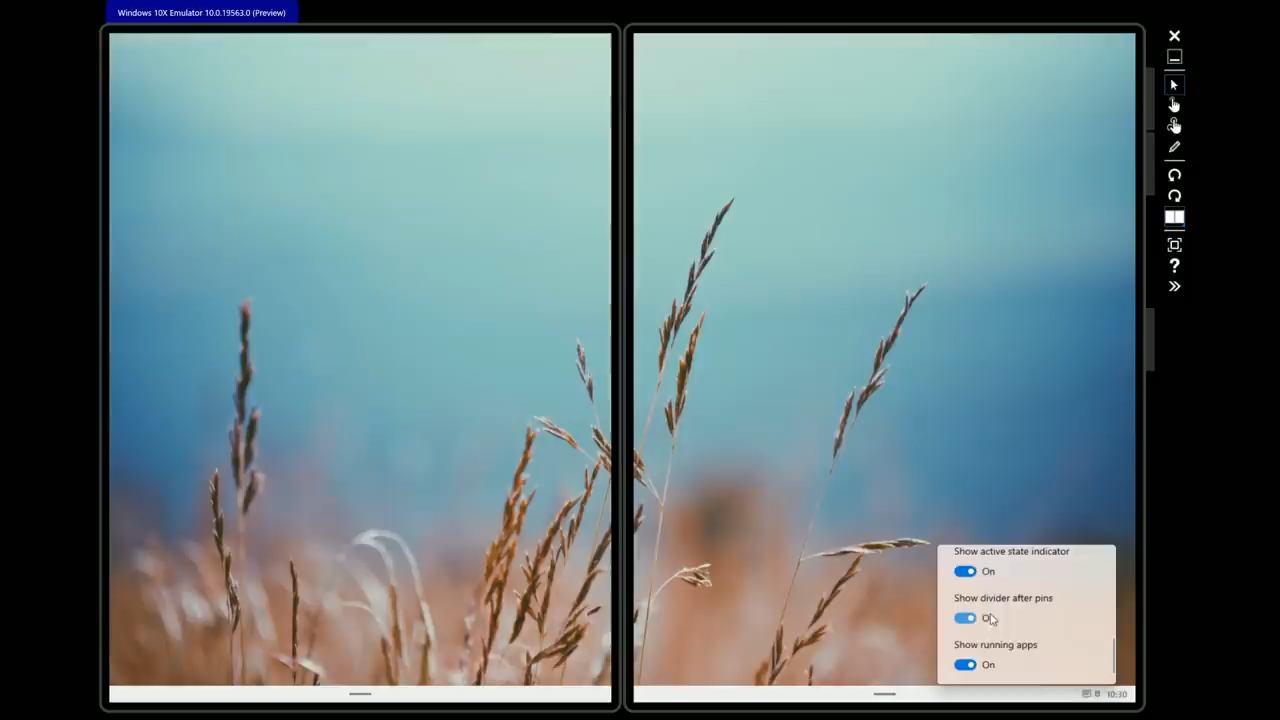 Windows 10X Emulator 10.0.19563.0 (Preview)
?
Show active state indicator
On
Show divider after pins
Show running apps
On
10:30